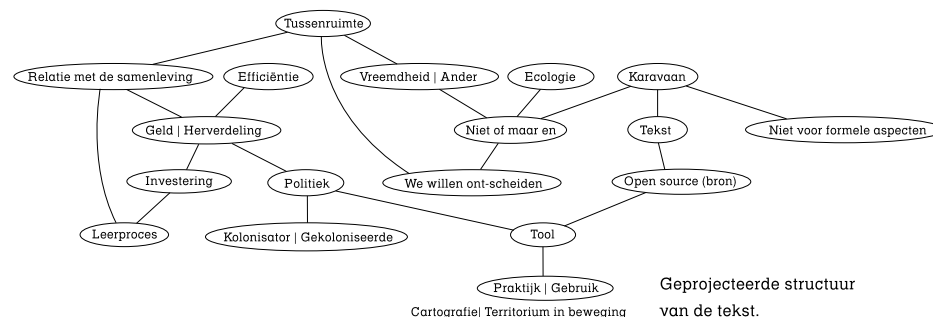 Tussenruimte
Relatie met de samenleving
Efficiëntie
Vreemdheid | Ander
Ecologie
Karavaan
Geld | Herverdeling
Niet of maar en
Tekst
Niet voor formele aspecten
Investering
Politiek
We willen ont-scheiden
Open source (bron)
Leerproces
Kolonisator | Gekoloniseerde
Tool
Praktijk | Gebruik
Cartografie| Territorium in beweging
Geprojecteerde structuur
van de tekst.